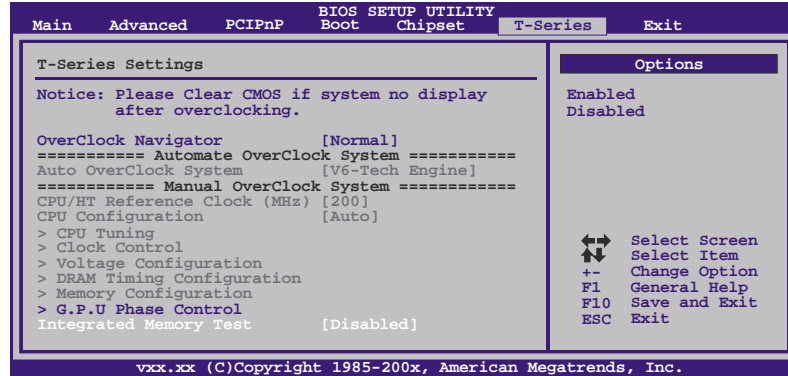 BIOS SETUP UTILITY
Main Advanced PCIPnP Boot Chipset T-Series Exit
T-Series Settings
Notice: Please Clear CMOS if system no display
after overclocking.
OverClock Navigator [Normal]
=========== Automate OverClock System ===========
Auto OverClock System [V6-Tech Engine]
============ Manual OverClock System ============
CPU/HT Reference Clock (MHz) [200]
CPU Configuration [Auto]
> CPU Tuning
> Clock Control
> Voltage Configuration
> DRAM Timing Configuration
> Memory Configuration
> G.P.U Phase Control
Integrated Memory Test [Disabled]
Options
Enabled
Disabled
Select Screen
Select Item
+- Change Option
F1 General Help
F10 Save and Exit
ESC Exit
vxx.xx (C)Copyright 1985-200x, American Megatrends, Inc.